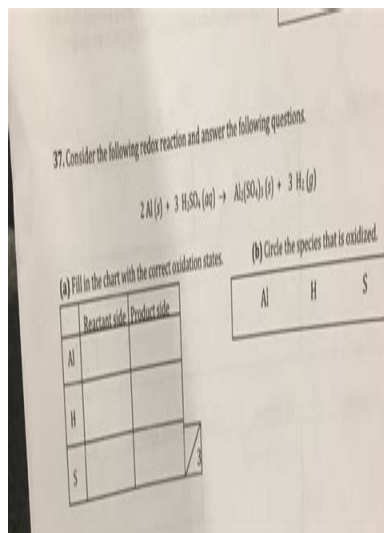 37. Consider the following redox reaction and answer the following questions.
2 Al (s) + 3 H₂SO₄ (aq) → Al₂(SO₄)₃ (s) + 3 H₂ (g)
(a) Fill in the chart with the correct oxidation states.
Reactant side Product side
Al
H
S
3
(b) Circle the species that is oxidized.
Al H S